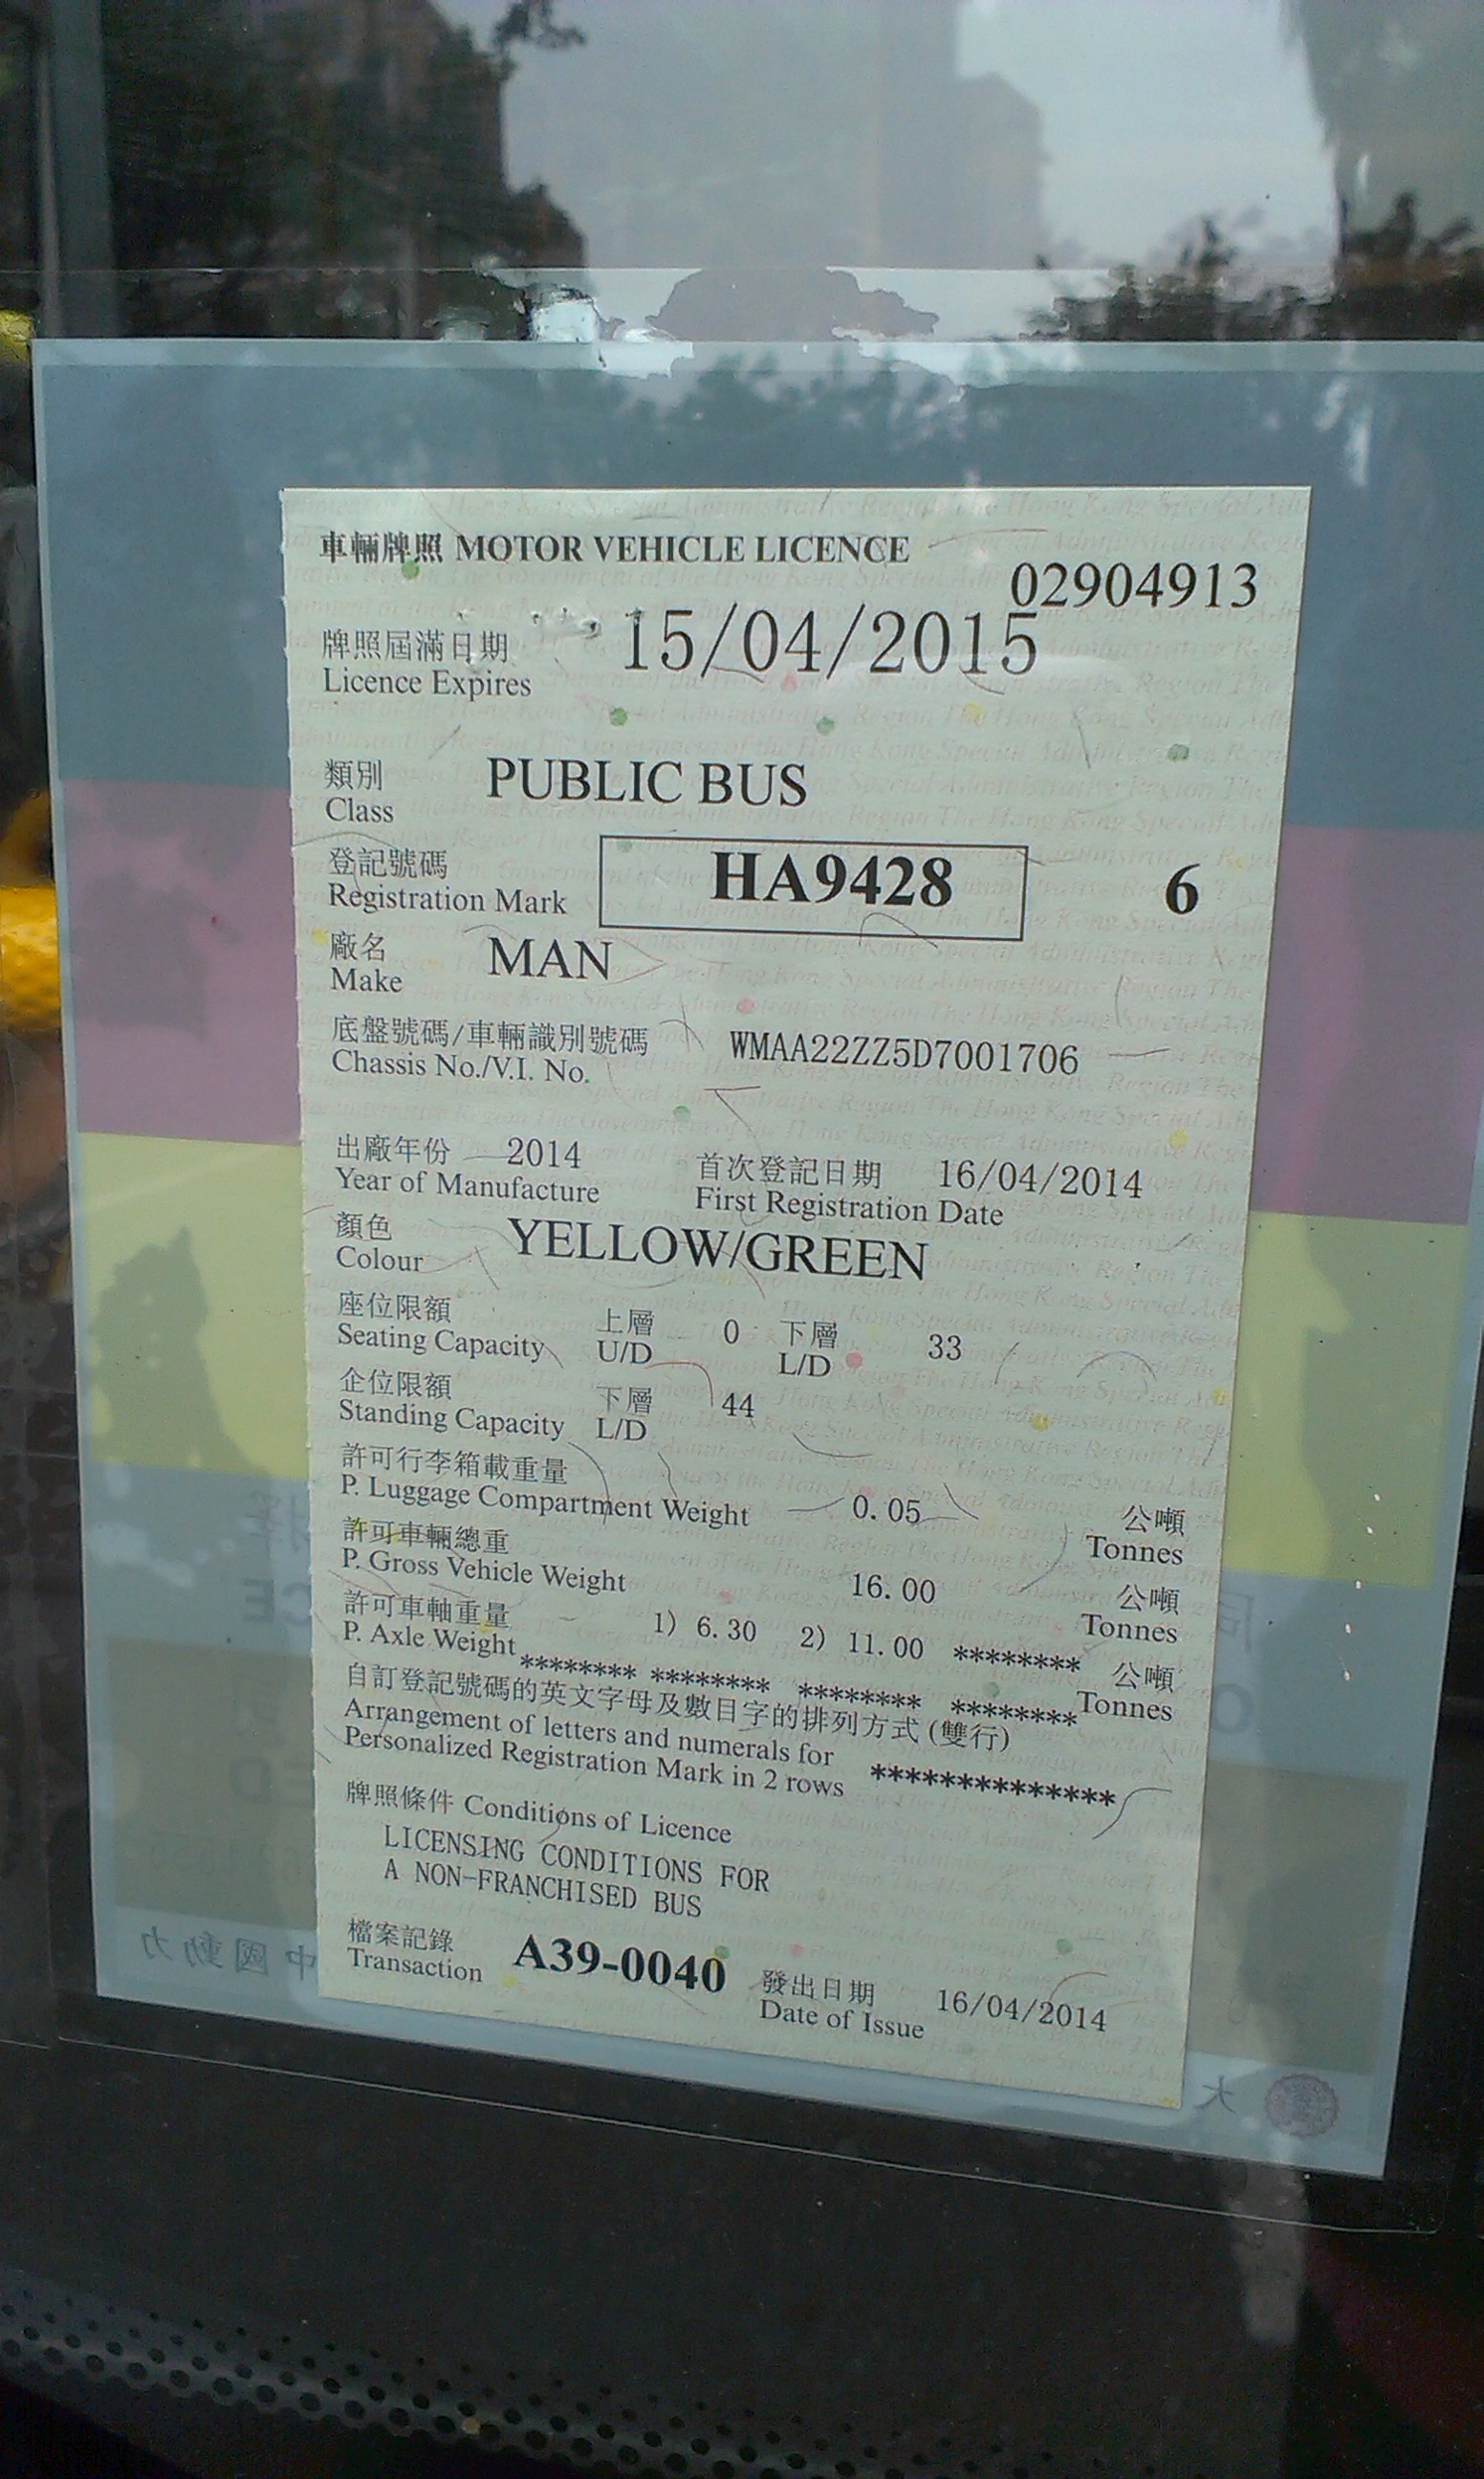 車輛牌照 MOTOR VEHICLE LICENCE
02904913
牌照屆滿日期 15/04/2015
Licence Expires
類別 PUBLIC BUS
Class
登記號碼 HA9428 6
Registration Mark
廠名 MAN
Make
底盤號碼/車輛識別號碼 WMAA22ZZ5D7001706
Chassis No./V.I. No.
出廠年份 2014 首次登記日期 16/04/2014
Year of Manufacture First Registration Date
顏色 YELLOW/GREEN
Colour
座位限額 上層 0 下層 33
Seating Capacity U/D L/D
企位限額 下層 44
Standing Capacity L/D
許可行李箱載重量 0.05 公噸
P. Luggage Compartment Weight Tonnes
許可車輛總重 16.00 公噸
P. Gross Vehicle Weight Tonnes
許可車軸重量 1) 6.30 2) 11.00 ******** 公噸
P. Axle Weight ******** ******** ******** ******** Tonnes
自訂登記號碼的英文字母及數目字的排列方式 (雙行)
Arrangement of letters and numerals for
Personalized Registration Mark in 2 rows **************
牌照條件 Conditions of Licence
LICENSING CONDITIONS FOR
A NON-FRANCHISED BUS
檔案記錄 A39-0040 發出日期 16/04/2014
Transaction Date of Issue
中國動力
大